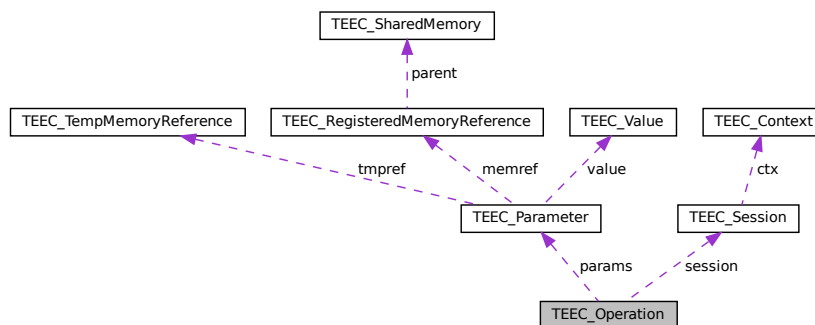 TEEC_SharedMemory
parent
TEEC_TempMemoryReference
TEEC_RegisteredMemoryReference
TEEC_Value
TEEC_Context
tmpref
memref
value
ctx
TEEC_Parameter
TEEC_Session
params
session
TEEC_Operation